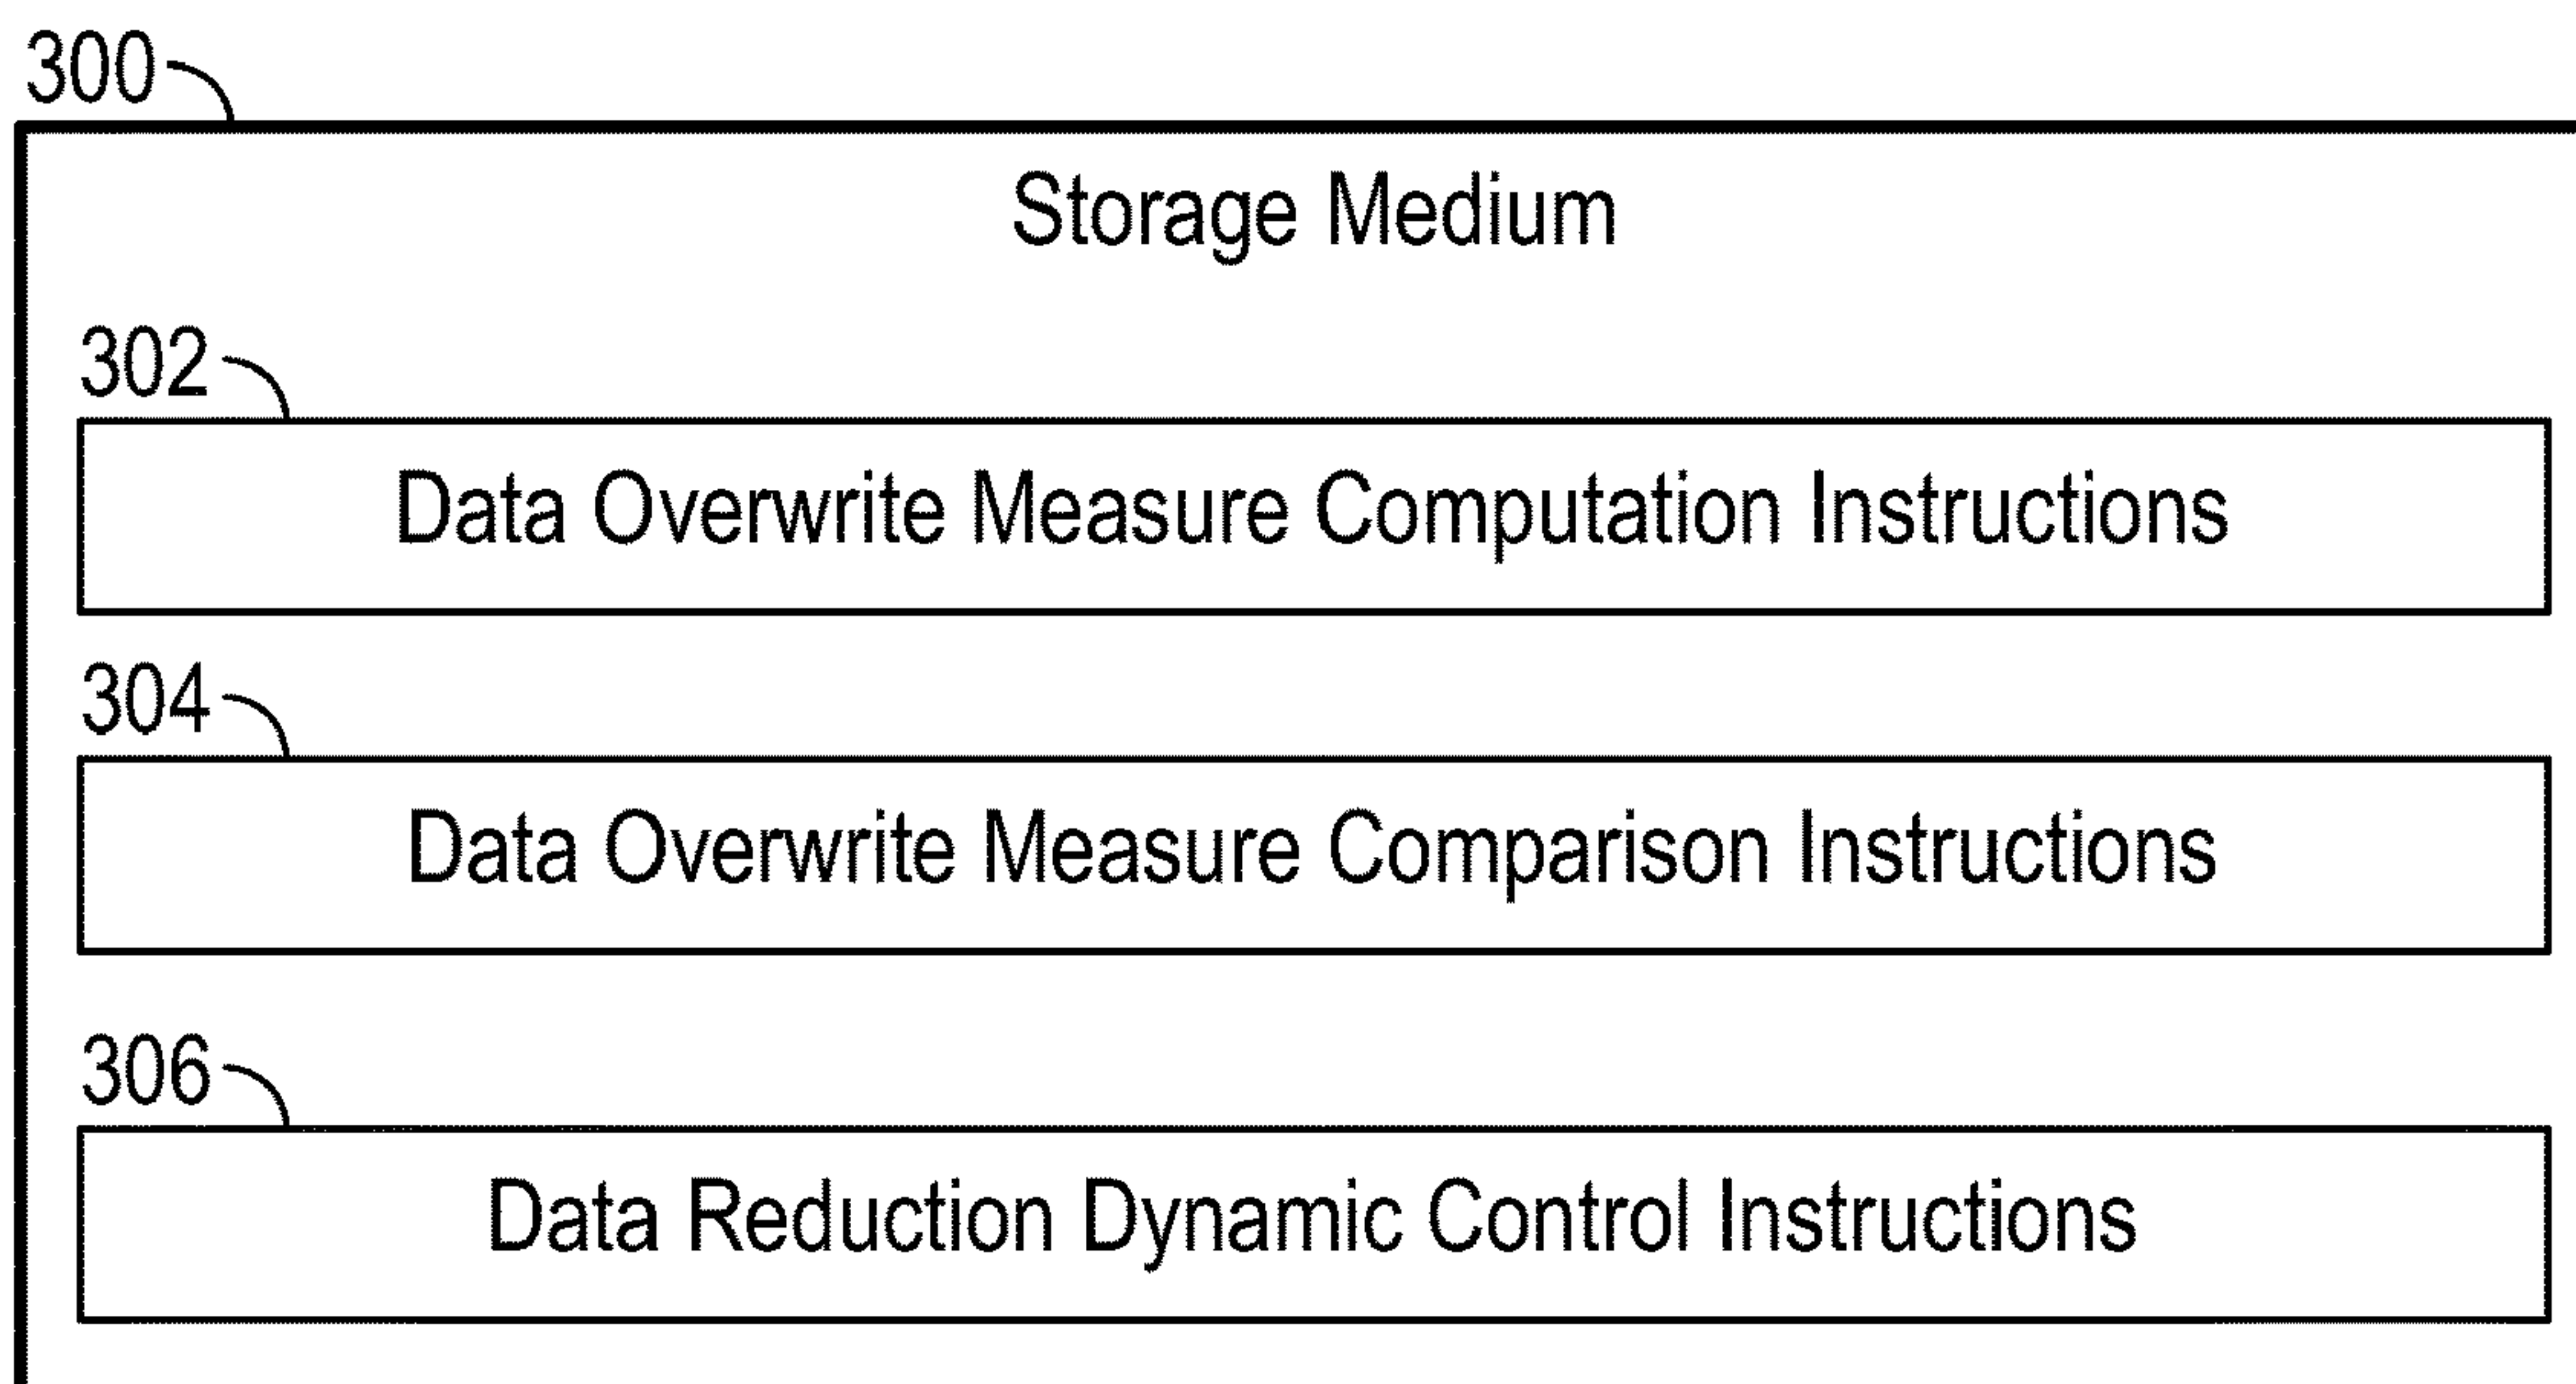 300
Storage Medium
302
Data Overwrite Measure Computation Instructions
304
Data Overwrite Measure Comparison Instructions
306
Data Reduction Dynamic Control Instructions